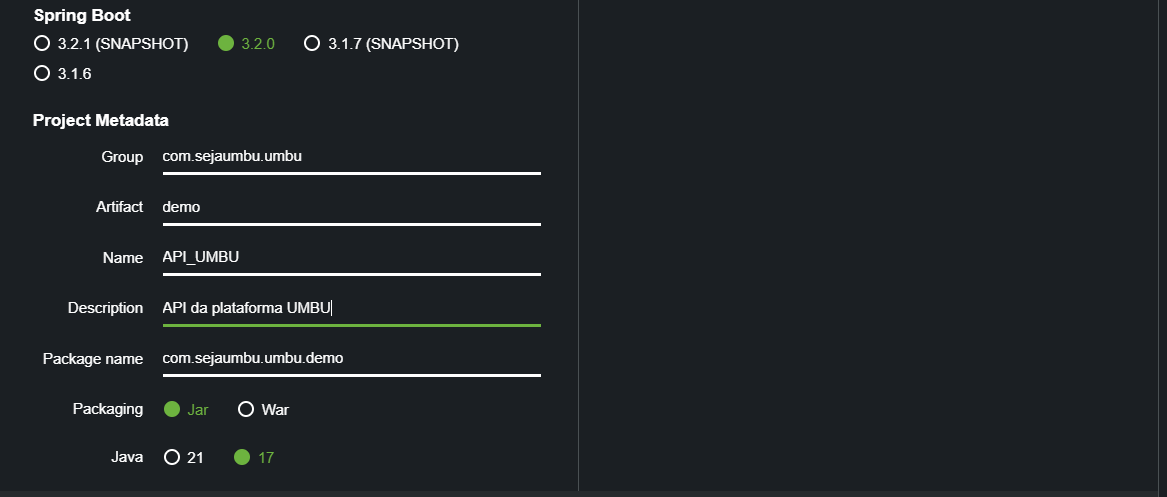 Spring Boot
3.2.1 (SNAPSHOT) 3.2.0 3.1.7 (SNAPSHOT)
3.1.6
Project Metadata
Group com.sejaumbu.umbu
Artifact demo
Name API_UMBU
Description API da plataforma UMBU
Package name com.sejaumbu.umbu.demo
Packaging Jar War
Java 21 17